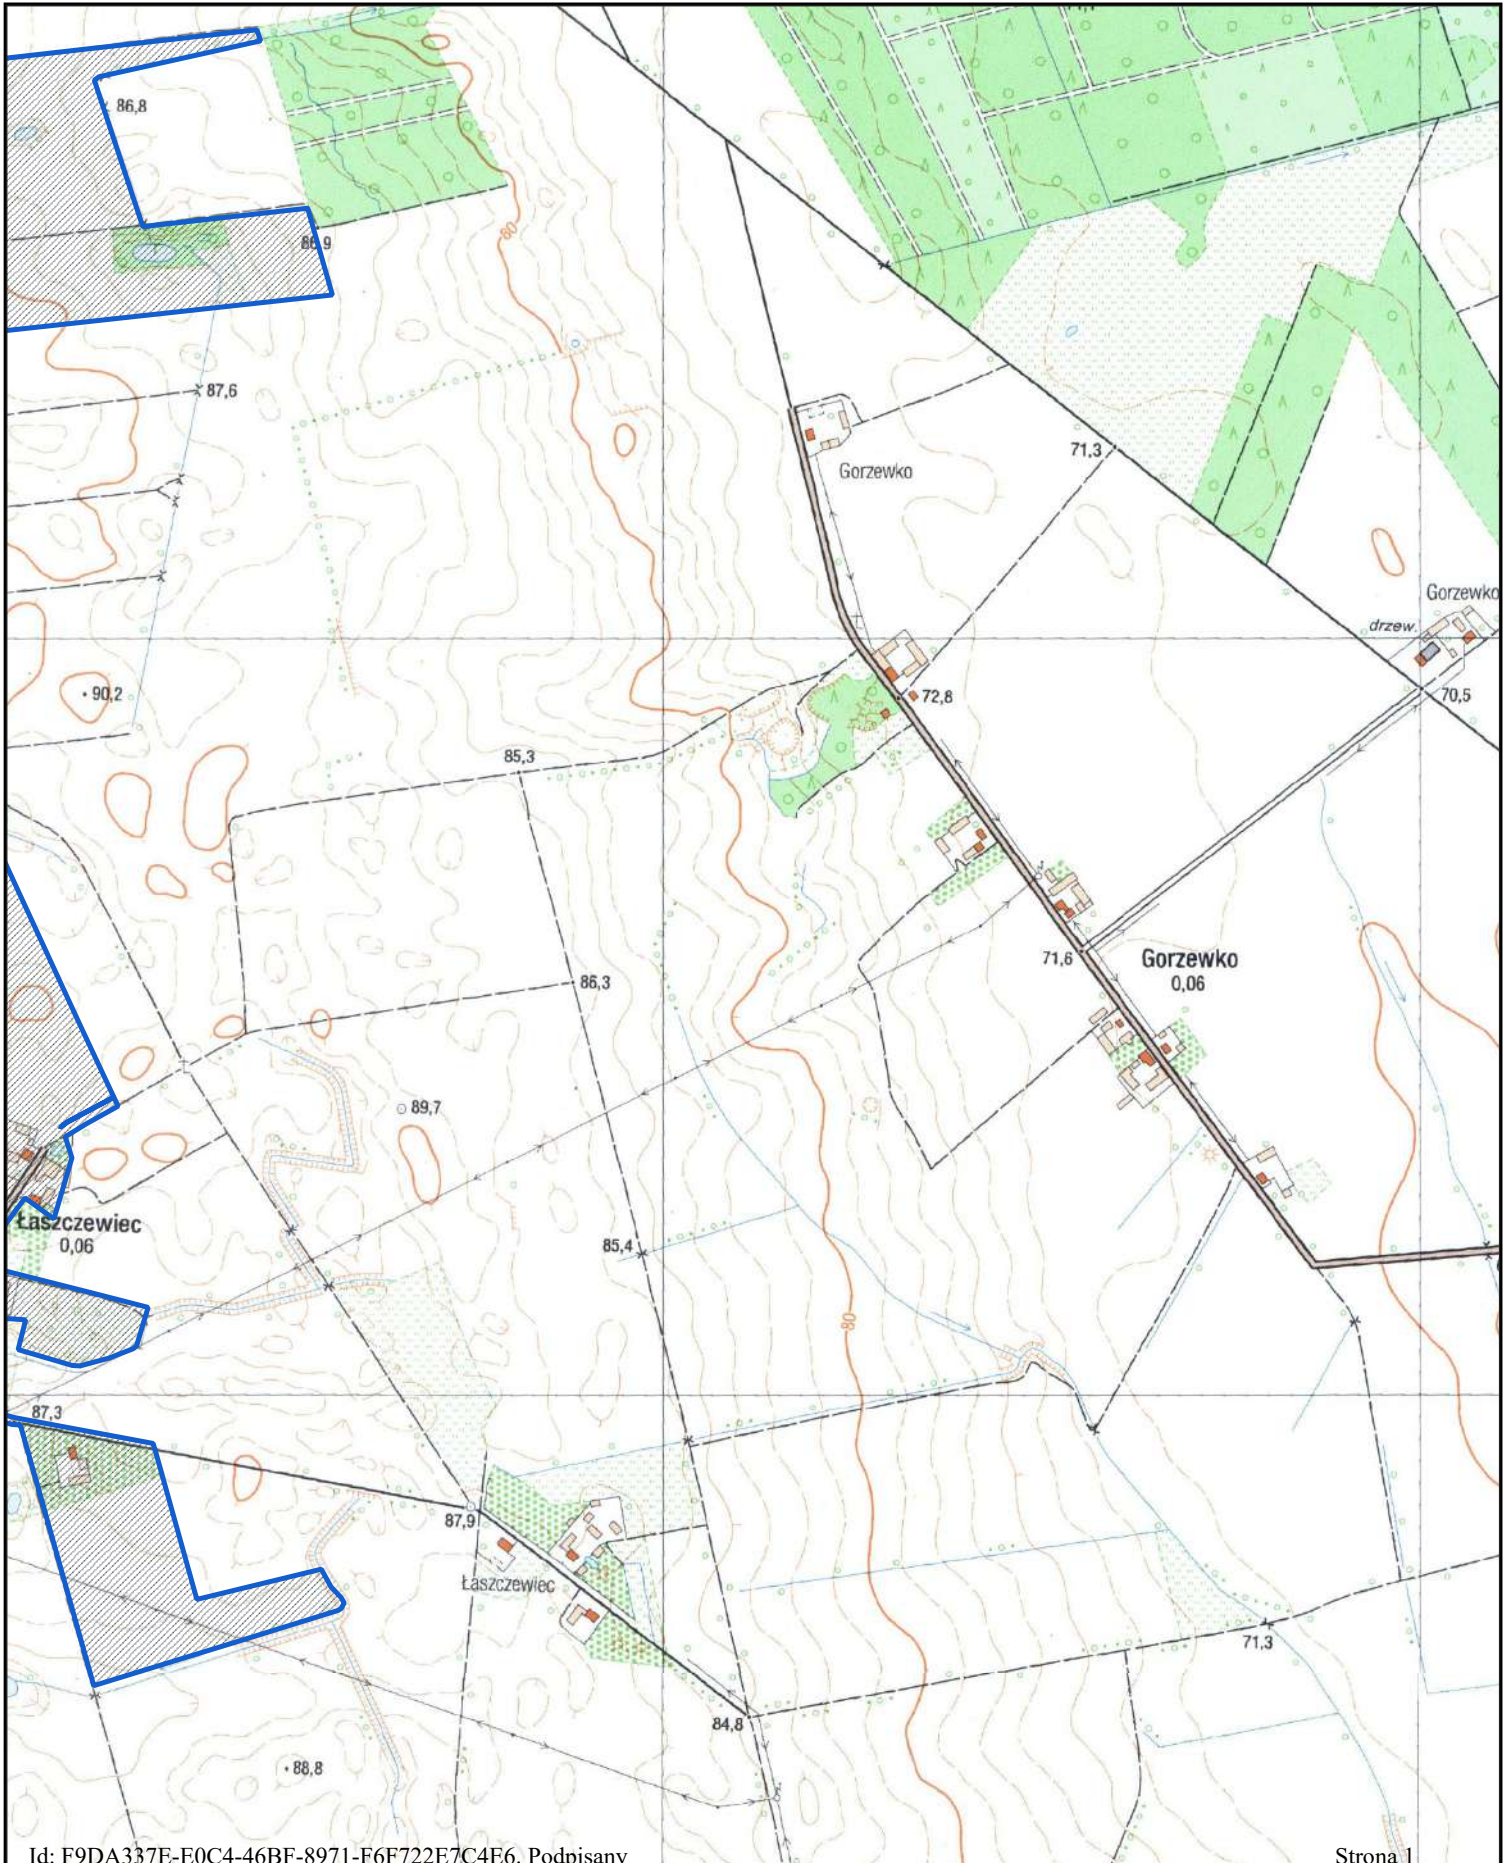 86,8
86,9
80
87,6
Gorzewko
71,3
Gorzewko
drzew.
90,2
72,8
70,5
85,3
71,6
Gorzewko
0,06
86,3
89,7
Łaszczewiec
0,06
85,4
80
87,3
87,9
Łaszczewiec
71,3
84,8
88,8
Id: F9DA337E-E0C4-46BF-8971-F6F722E7C4E6. Podpisany
Strona 1